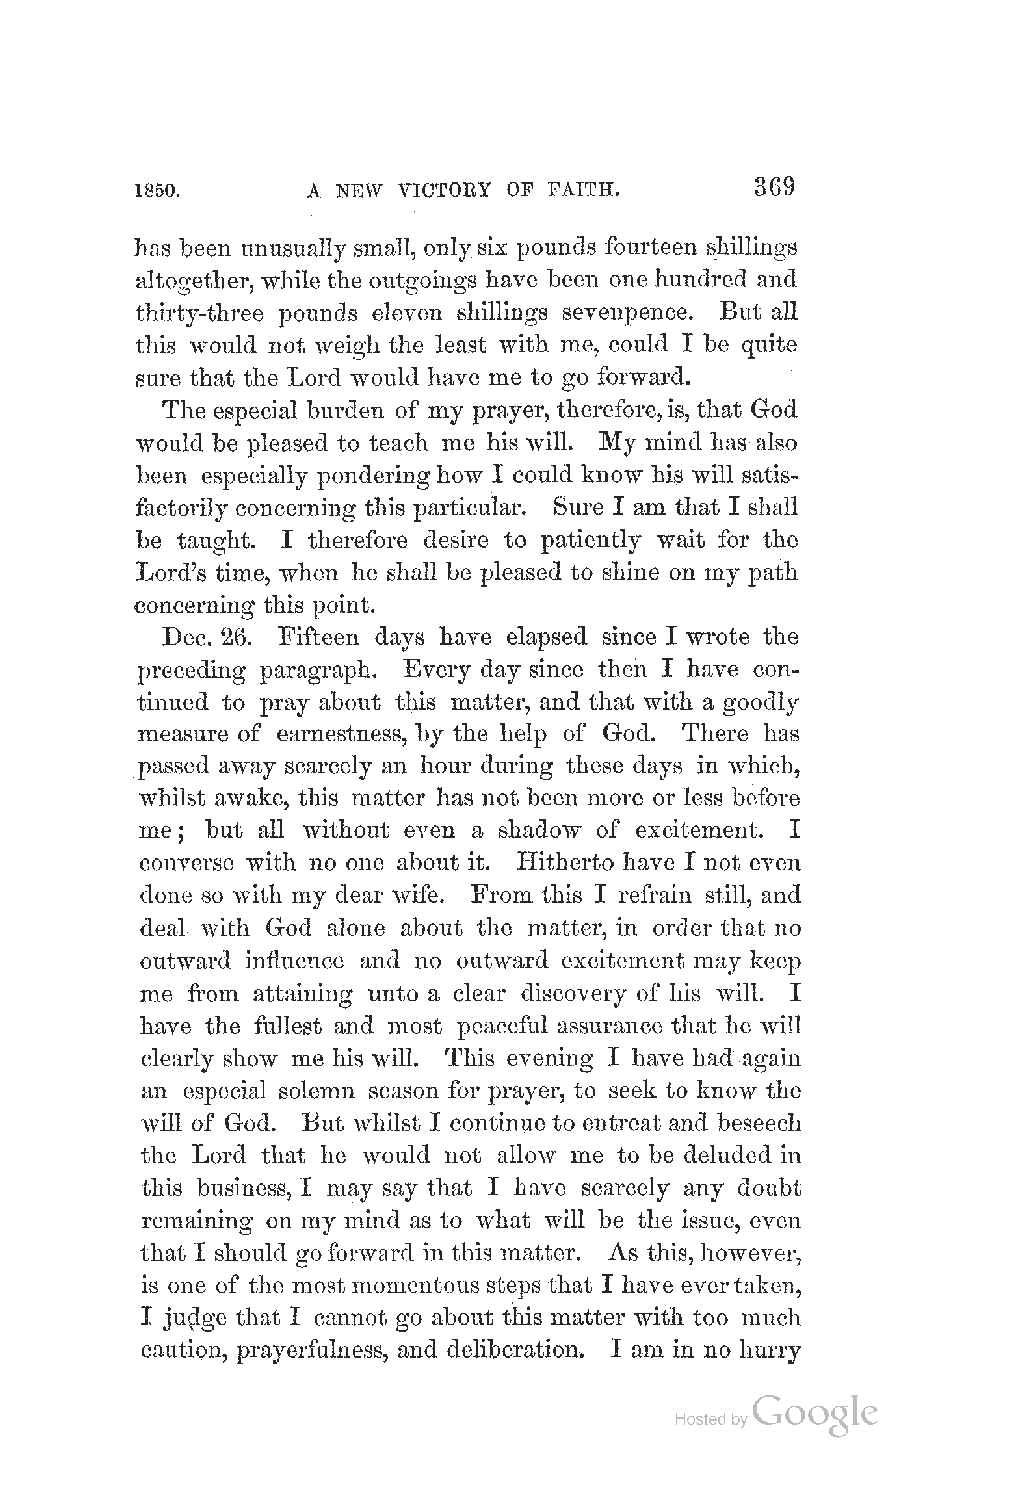 1850. A NEW VICTORY OF FAITH. 369
has been unusually small, only six pounds fourteen shillings
altogether, while the outgoings have been one hundred and
thirty-three pounds eleven shillings sevenpence. But all
this would not weigh the least with me, could I be quite
sure that the Lord would have me to go forward.
The especial burden of my prayer, therefore, is, that God
would be pleased to teach me his will. My mind has also
been especially pondering how I could know his will satis-
factorily concerning this particular. Sure I am that I shall
be taught. I therefore desire to patiently wait for the
Lord's time, when he shall be pleased to shine on my path
concerning this point.
Dec. 26. Fifteen days have elapsed since I wrote the
preceding paragraph. Every day since then I have con-
tinued to pray about this matter, and that with a goodly
measure of earnestness, by the help of God. There has
passed away scarcely an hour during these days in which,
whilst awake, this matter has not been more or less before
me; but all without even a shadow of excitement. I
converse with no one about it. Hitherto have I not even
done so with my dear wife. From this I refrain still, and
deal with God alone about the matter, in order that no
outward influence and no outward excitement may keep
me from attaining unto a clear discovery of his will. I
have the fullest and most peaceful assurance that he will
clearly show me his will. This evening I have had again
an especial solemn season for prayer, to seek to know the
will of God. But whilst I continue to entreat and beseech
the Lord that he would not allow me to be deluded in
this business, I may say that I have scarcely any doubt
remaining on my mind as to what will be the issue, even
that I should go forward in this matter. As this, however,
is one of the most momentous steps that I have ever taken,
I judge that I cannot go about this matter with too much
caution, prayerfulness, and deliberation. I am in no hurry
Hosted by Google